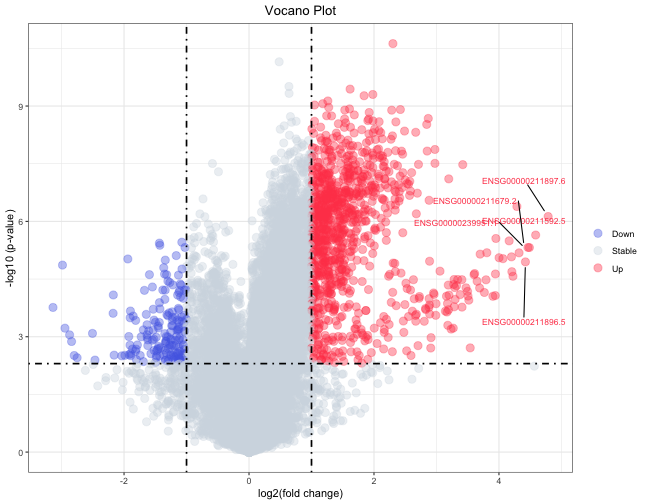 Vocano Plot
-log10 (p-value)
9
6
3
0
-2
0
2
4
log2(fold change)
ENSG00000211897.6
ENSG00000211679.2
ENSG00000211592.5
ENSG00000211896.5
Down
Stable
Up